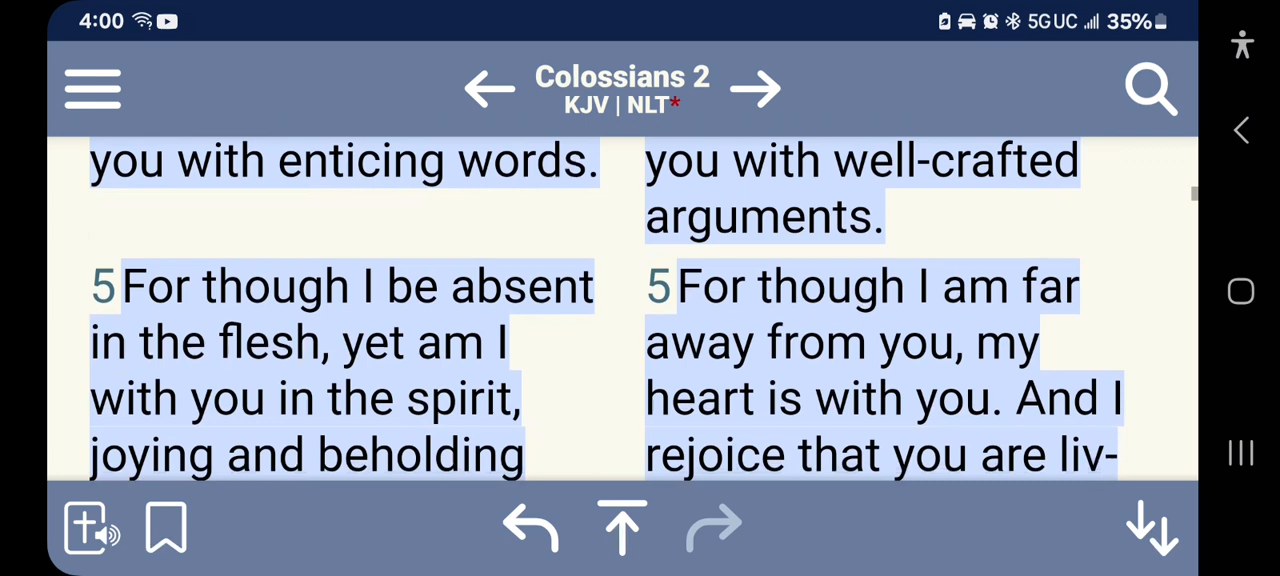 4:00
5G UC
35%
Colossians 2
KJV | NLT*
you with enticing words.
5 For though I be absent
in the flesh, yet am I
with you in the spirit,
joying and beholding
you with well-crafted
arguments.
5 For though I am far
away from you, my
heart is with you. And I
rejoice that you are liv-